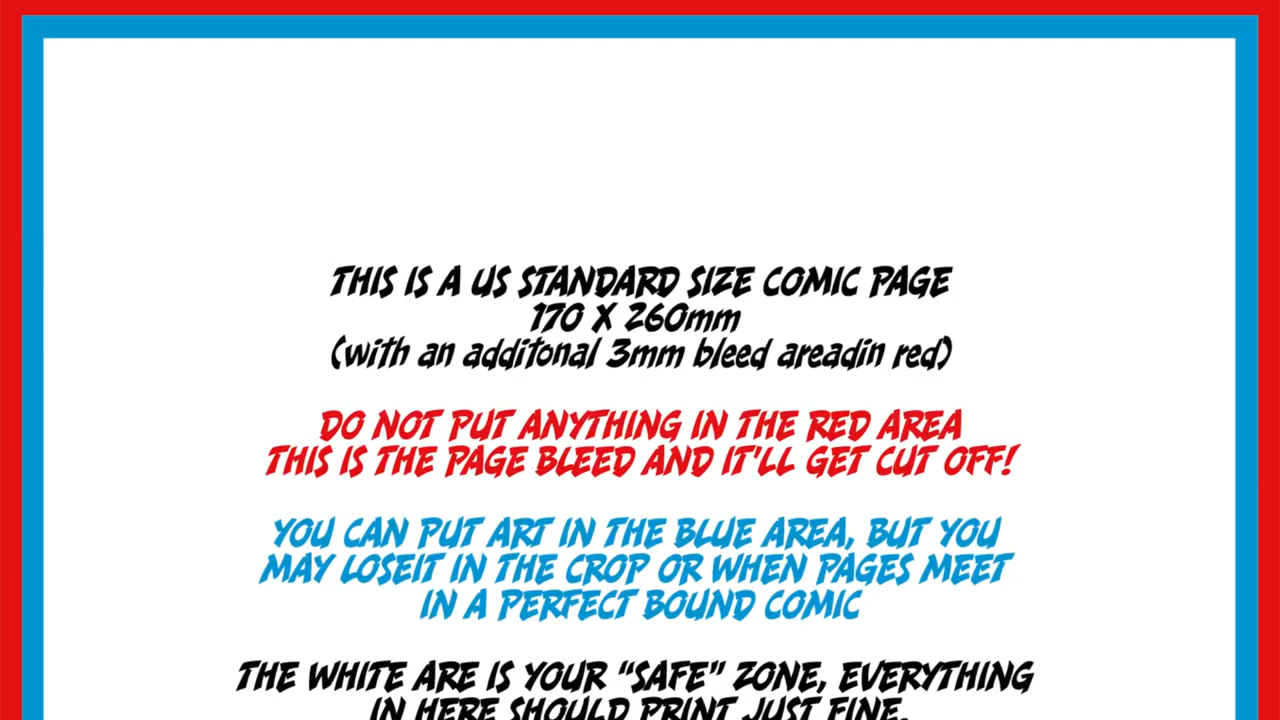 THIS IS A US STANDARD SIZE COMIC PAGE
170 X 260mm
(with an additonal 3mm bleed areadin red)
DO NOT PUT ANYTHING IN THE RED AREA
THIS IS THE PAGE BLEED AND IT'LL GET CUT OFF!
YOU CAN PUT ART IN THE BLUE AREA, BUT YOU
MAY LOSEIT IN THE CROP OR WHEN PAGES MEET
IN A PERFECT BOUND COMIC
THE WHITE ARE IS YOUR “SAFE” ZONE, EVERYTHING
IN HERE SHOULD PRINT JUST FINE.